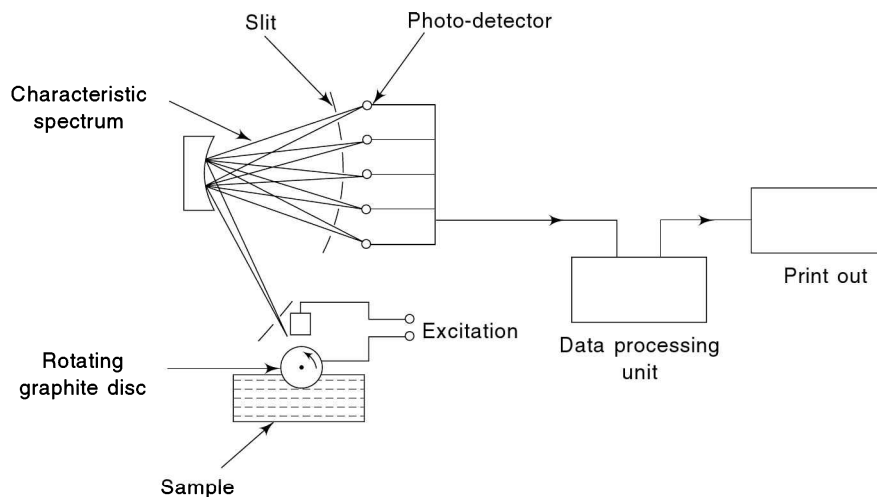 Slit
Photo-detector
Characteristic
spectrum
Print out
Excitation
Data processing
unit
Rotating
graphite disc
Sample